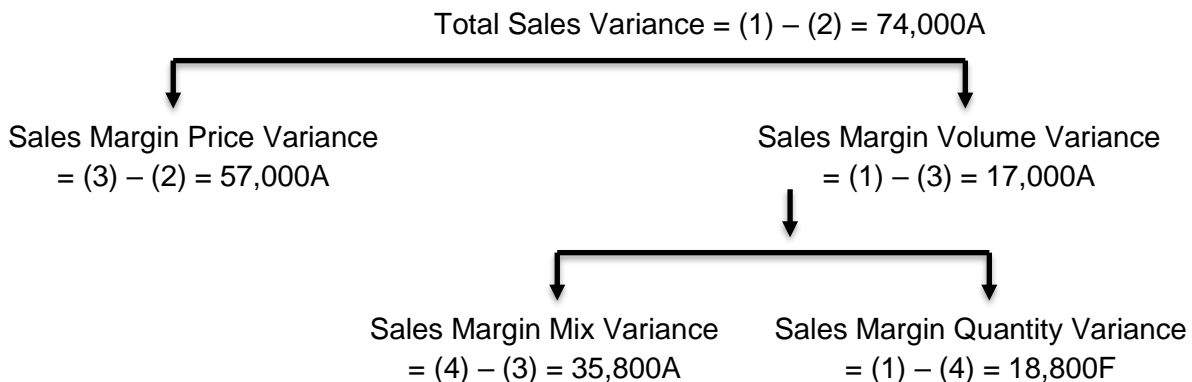 Total Sales Variance = (1) – (2) = 74,000A
Sales Margin Price Variance
= (3) – (2) = 57,000A
Sales Margin Volume Variance
= (1) – (3) = 17,000A
Sales Margin Mix Variance
= (4) – (3) = 35,800A
Sales Margin Quantity Variance
= (1) – (4) = 18,800F